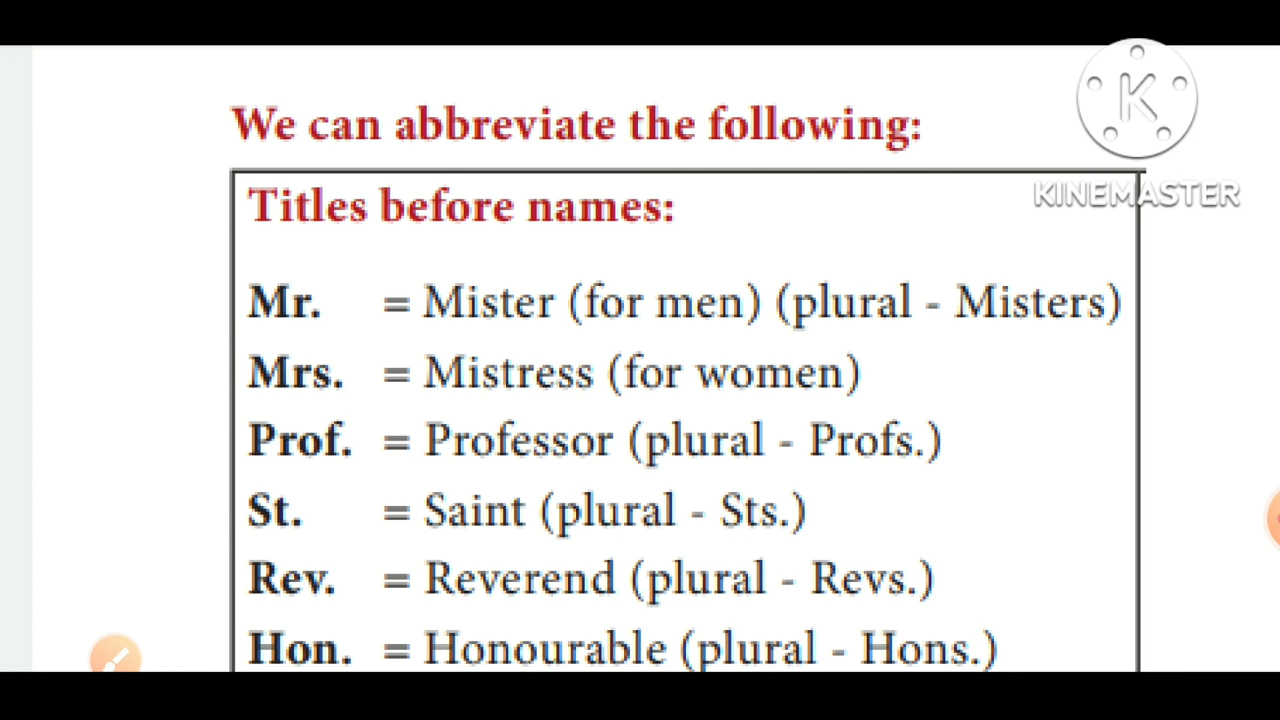 We can abbreviate the following:
K
KINEMASTER
Titles before names:
Mr. = Mister (for men) (plural - Misters)
Mrs. = Mistress (for women)
Prof. = Professor (plural - Profs.)
St. = Saint (plural - Sts.)
Rev. = Reverend (plural - Revs.)
Hon. = Honourable (plural - Hons.)